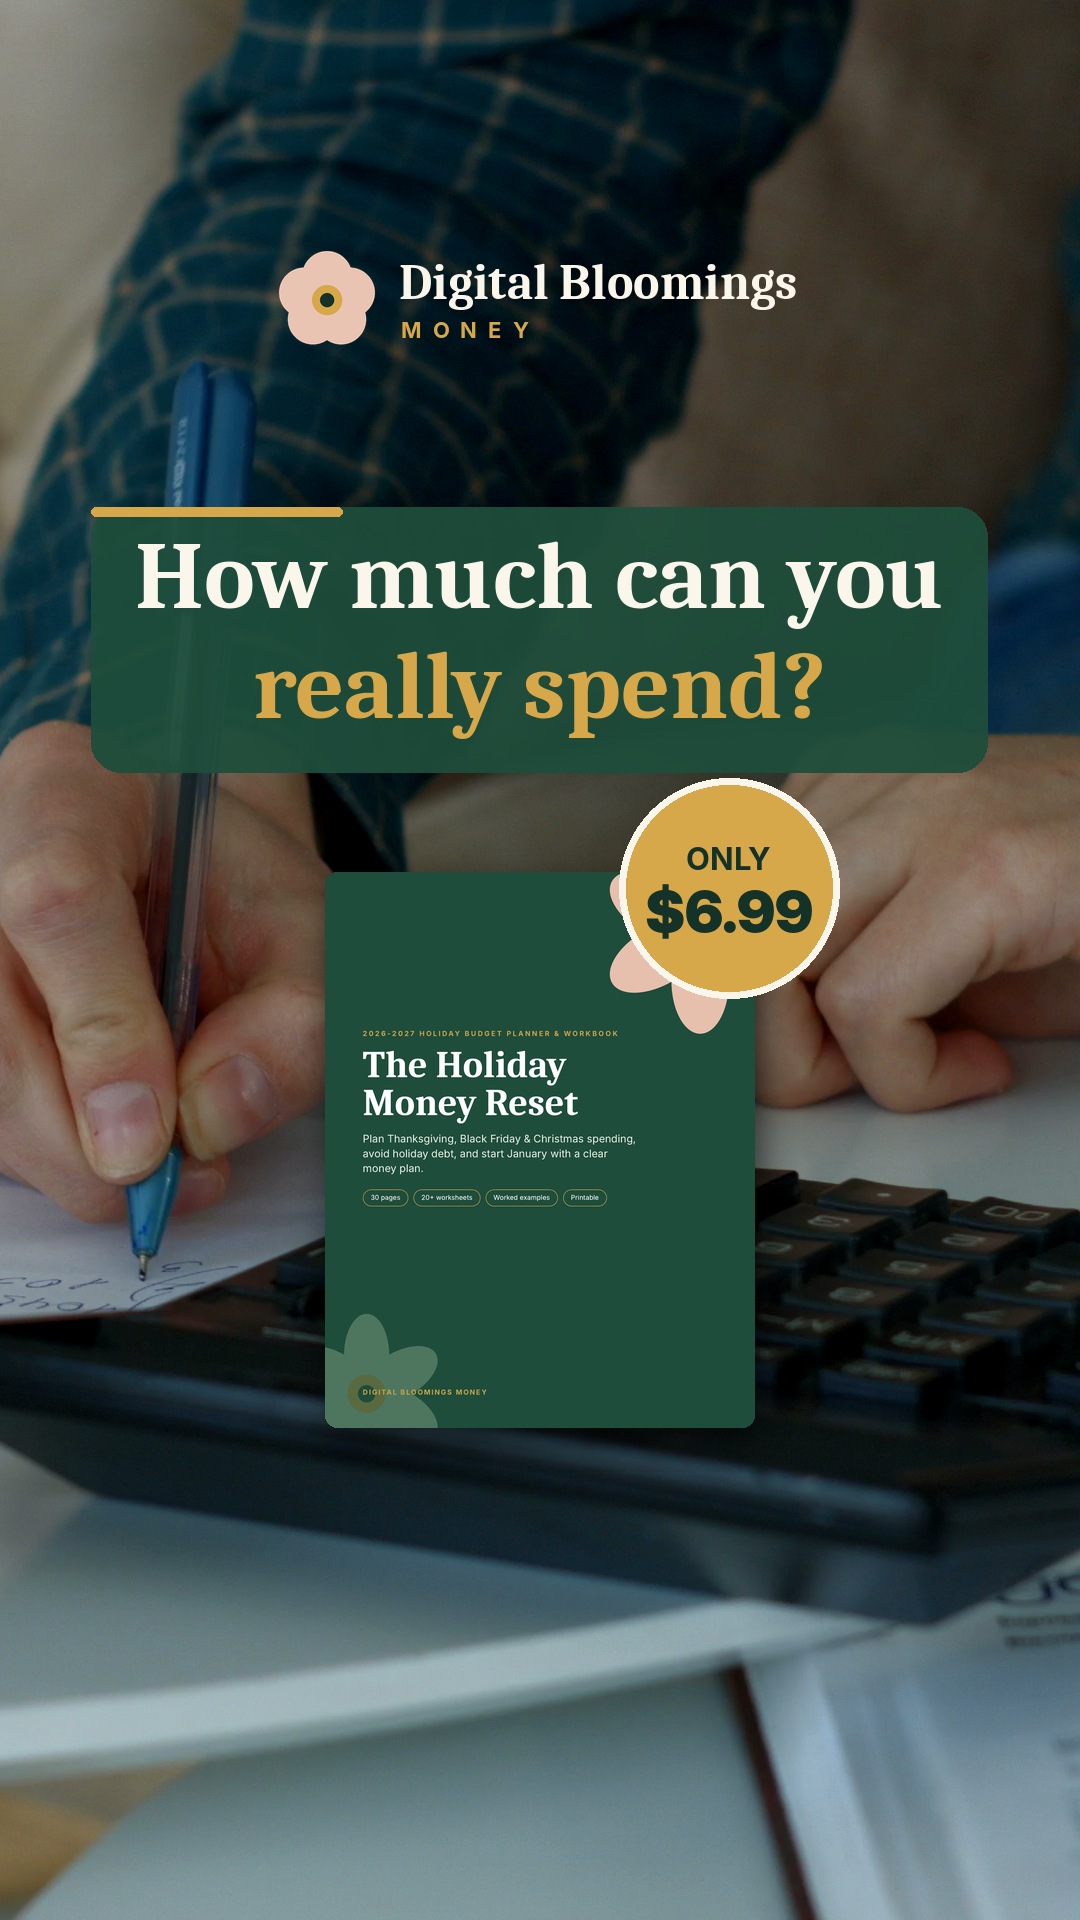 Digital Bloomings
MONEY
How much can you
really spend?
ONLY
$6.99
2026-2027 HOLIDAY BUDGET PLANNER & WORKBOOK
The Holiday
Money Reset
Plan Thanksgiving, Black Friday & Christmas spending,
avoid holiday debt, and start January with a clear
money plan.
30 pages 20+ worksheets Worked examples Printable
DIGITAL BLOOMINGS MONEY